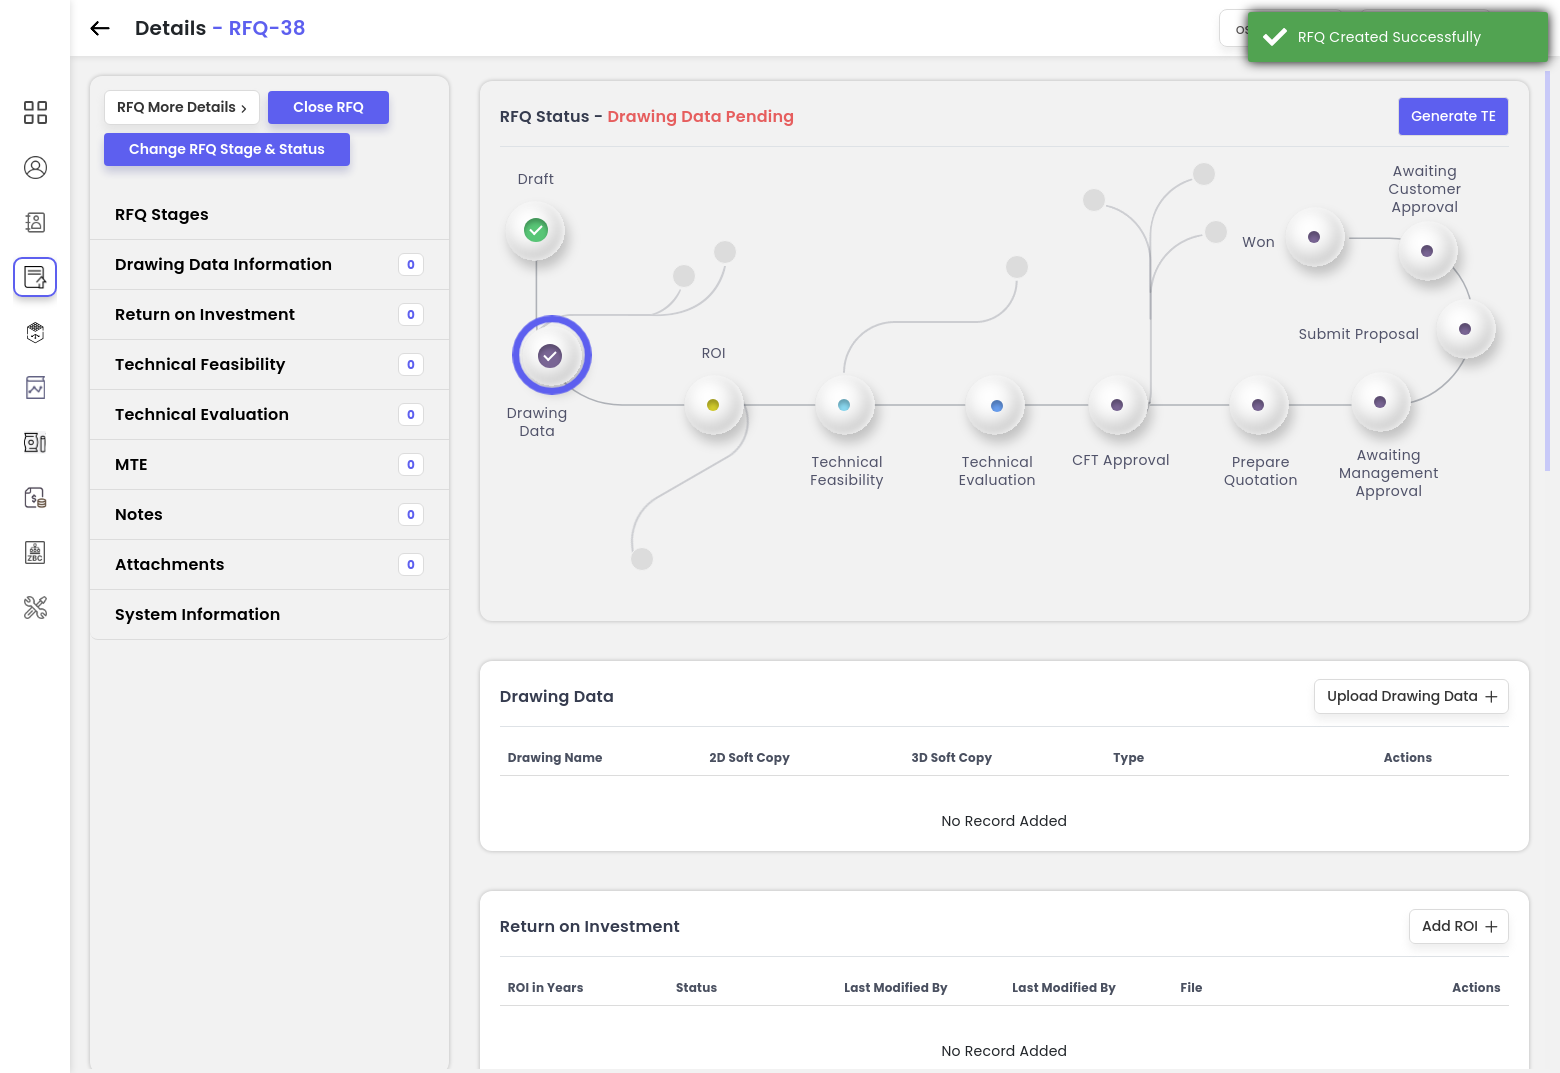 Details - RFQ-38
RFQ Created Successfully
RFQ More Details
Close RFQ
Change RFQ Stage & Status
RFQ Stages
Drawing Data Information 0
Return on Investment 0
Technical Feasibility 0
Technical Evaluation 0
MTE 0
Notes 0
Attachments 0
System Information
ZBC
RFQ Status - Drawing Data Pending
Generate TE
Draft
Awaiting
Customer
Approval
Won
Submit Proposal
ROI
Drawing
Data
Technical
Feasibility
Technical
Evaluation
CFT Approval
Prepare
Quotation
Awaiting
Management
Approval
Drawing Data
Upload Drawing Data
Drawing Name 2D Soft Copy 3D Soft Copy Type Actions
No Record Added
Return on Investment
Add ROI
ROI in Years Status Last Modified By Last Modified By File Actions
No Record Added